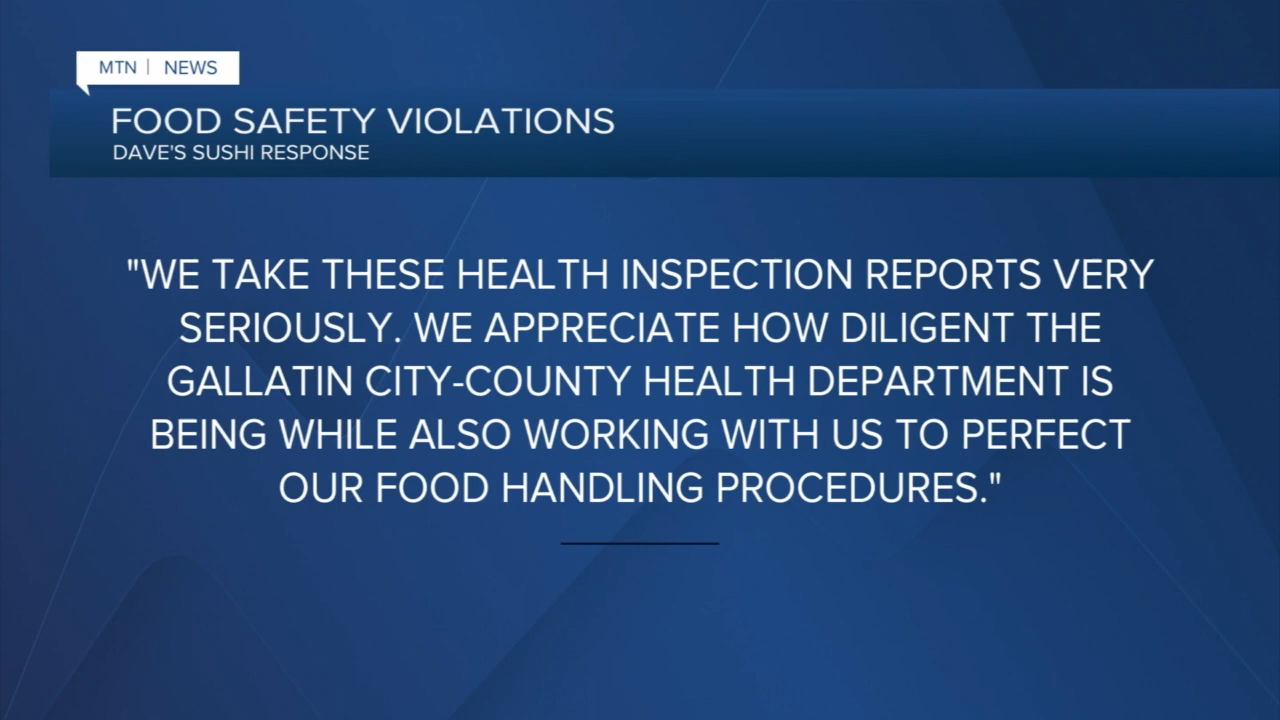 MTN | NEWS
FOOD SAFETY VIOLATIONS
DAVE'S SUSHI RESPONSE
"WE TAKE THESE HEALTH INSPECTION REPORTS VERY
SERIOUSLY. WE APPRECIATE HOW DILIGENT THE
GALLATIN CITY-COUNTY HEALTH DEPARTMENT IS
BEING WHILE ALSO WORKING WITH US TO PERFECT
OUR FOOD HANDLING PROCEDURES."